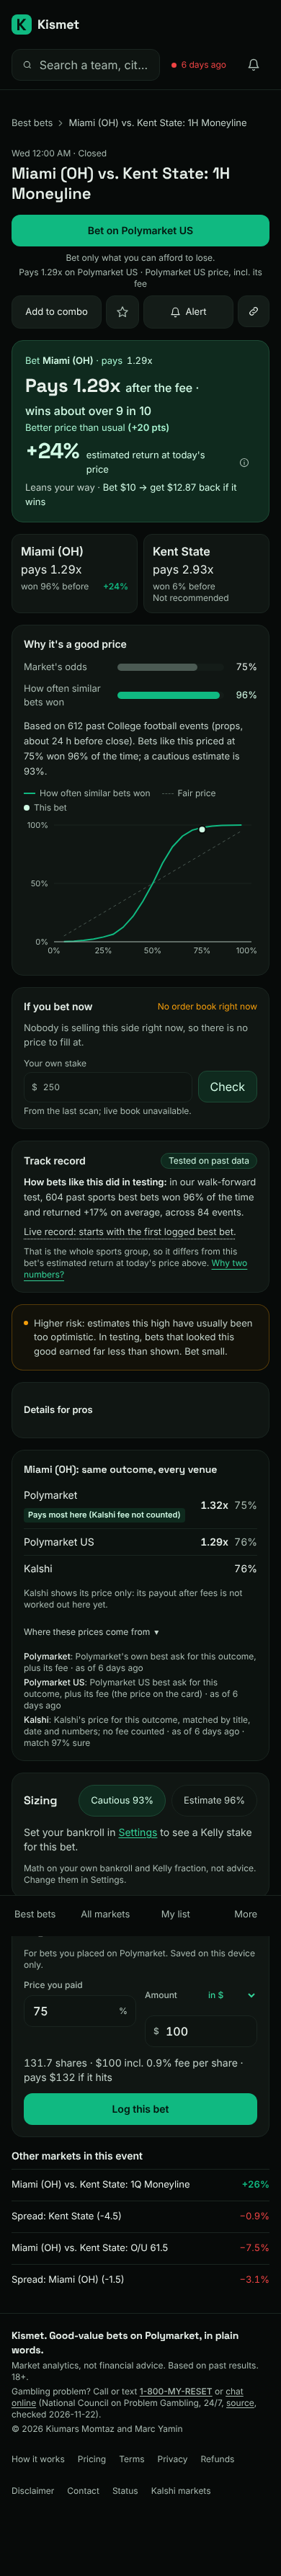 Kismet
Search a team, cit...
6 days ago
Best bets > Miami (OH) vs. Kent State: 1H Moneyline
Wed 12:00 AM · Closed
Miami (OH) vs. Kent State: 1H
Moneyline
Bet on Polymarket US
Bet only what you can afford to lose.
Pays 1.29x on Polymarket US · Polymarket US price, incl. its
fee
Add to combo
Alert
Bet Miami (OH) · pays 1.29x
Pays 1.29x after the fee ·
wins about over 9 in 10
Better price than usual (+20 pts)
+24% estimated return at today's
price
Leans your way · Bet $10 → get $12.87 back if it
wins
Miami (OH)
pays 1.29x
won 96% before +24%
Kent State
pays 2.93x
won 6% before
Not recommended
Why it's a good price
Market's odds 75%
How often similar
bets won
96%
Based on 612 past College football events (props,
about 24 h before close). Bets like this priced at
75% won 96% of the time; a cautious estimate is
93%.
How often similar bets won
Fair price
This bet
100%
50%
0%
0% 25% 50% 75% 100%
If you bet now
No order book right now
Nobody is selling this side right now, so there is no
price to fill at.
Your own stake
$ 250
Check
From the last scan; live book unavailable.
Track record
Tested on past data
How bets like this did in testing: in our walk-forward
test, 604 past sports best bets won 96% of the time
and returned +17% on average, across 84 events.
Live record: starts with the first logged best bet.
That is the whole sports group, so it differs from this
bet's estimated return at today's price above. Why two
numbers?
Higher risk: estimates this high have usually been
too optimistic. In testing, bets that looked this
good earned far less than shown. Bet small.
Details for pros
Miami (OH): same outcome, every venue
Polymarket
Pays most here (Kalshi fee not counted)
1.32x 75%
Polymarket US 1.29x 76%
Kalshi 76%
Kalshi shows its price only: its payout after fees is not
worked out here yet.
Where these prices come from ▾
Polymarket: Polymarket's own best ask for this outcome,
plus its fee · as of 6 days ago
Polymarket US: Polymarket US best ask for this
outcome, plus its fee (the price on the card) · as of 6
days ago
Kalshi: Kalshi's price for this outcome, matched by title,
date and numbers; no fee counted · as of 6 days ago ·
match 97% sure
Sizing
Cautious 93%
Estimate 96%
Set your bankroll in Settings to see a Kelly stake
for this bet.
Math on your own bankroll and Kelly fraction, not advice.
Change them in Settings.
Best bets All markets My list More
For bets you placed on Polymarket. Saved on this device
only.
Price you paid
75 %
Amount in $
$ 100
131.7 shares · $100 incl. 0.9% fee per share ·
pays $132 if it hits
Log this bet
Other markets in this event
Miami (OH) vs. Kent State: 1Q Moneyline +26%
Spread: Kent State (-4.5) −0.9%
Miami (OH) vs. Kent State: O/U 61.5 −7.5%
Spread: Miami (OH) (-1.5) −3.1%
Kismet. Good-value bets on Polymarket, in plain
words.
Market analytics, not financial advice. Based on past results.
18+.
Gambling problem? Call or text 1-800-MY-RESET or chat
online (National Council on Problem Gambling, 24/7, source,
checked 2026-11-22).
© 2026 Kiumars Momtaz and Marc Yamin
How it works Pricing Terms Privacy Refunds
Disclaimer Contact Status Kalshi markets